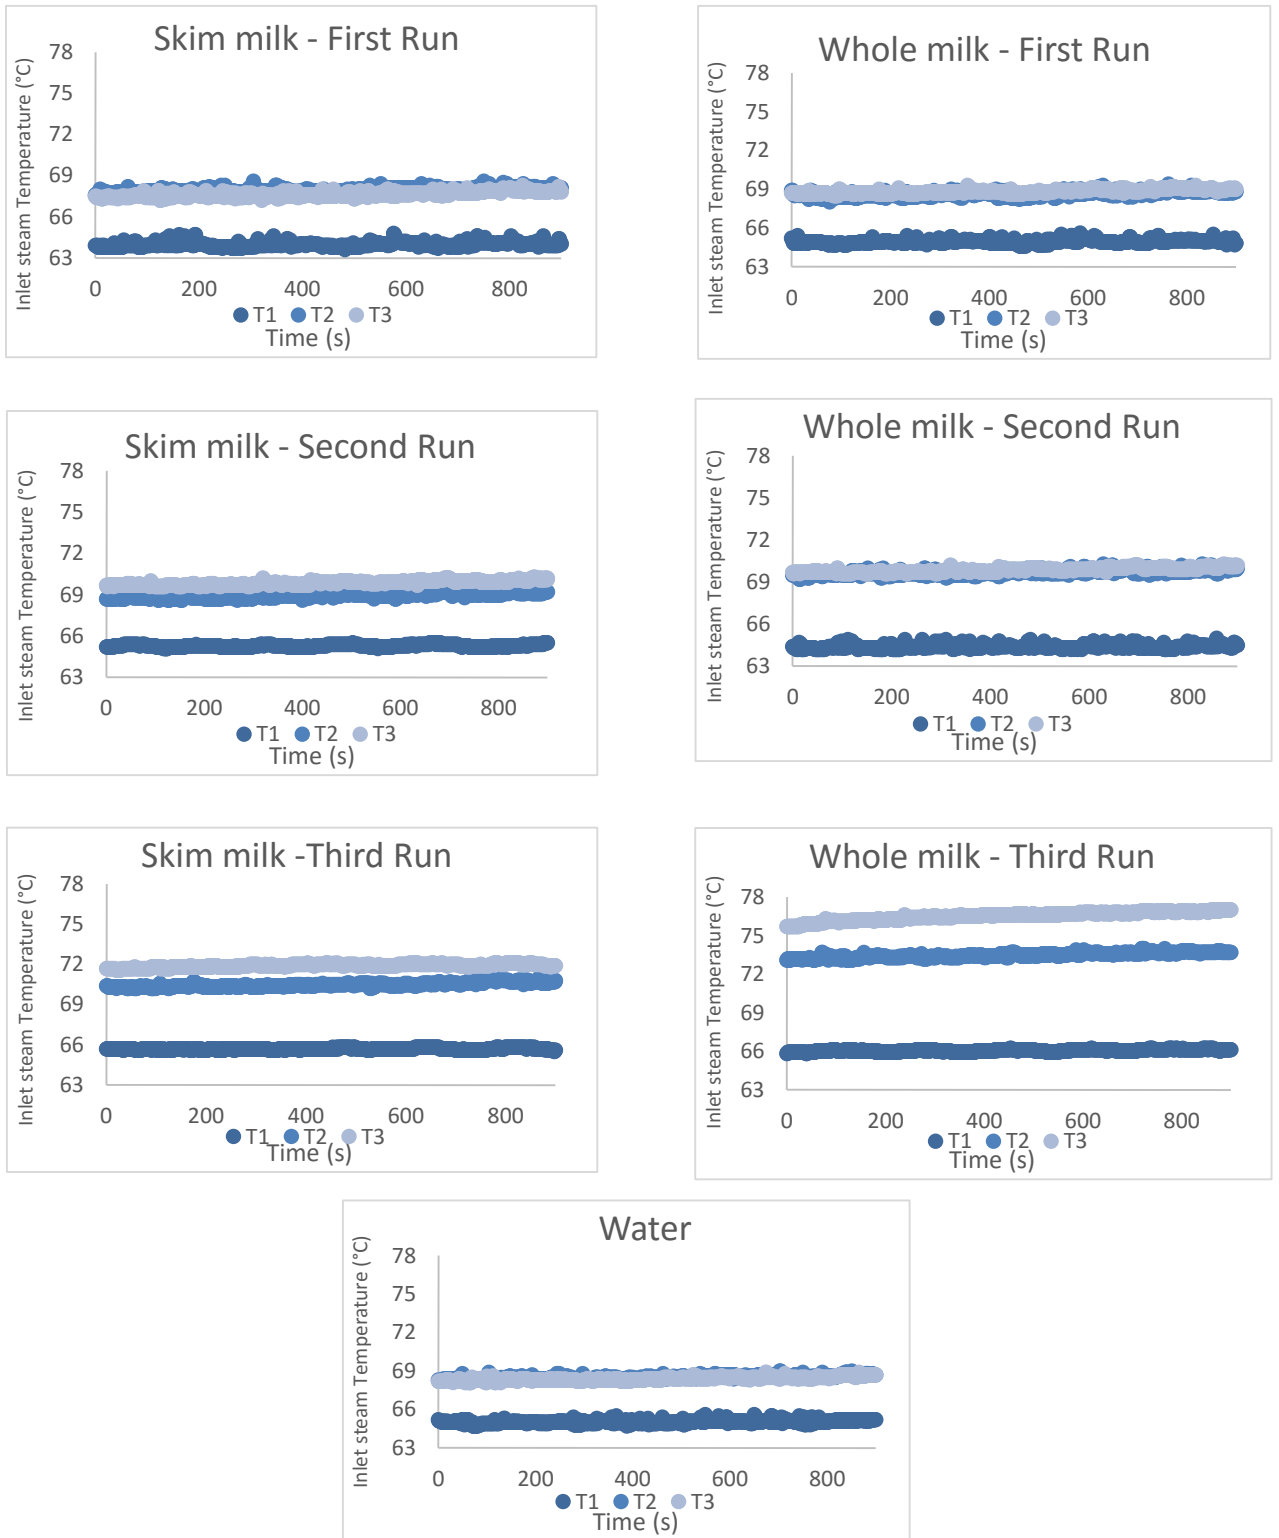 Skim milk - First Run
Inlet steam Temperature (°C)
78
75
72
69
66
63
0 200 400 600 800
T1 T2 T3
Time (s)
Whole milk - First Run
Inlet steam Temperature (°C)
78
75
72
69
66
63
0 200 400 600 800
T1 T2 T3
Time (s)
Skim milk - Second Run
Inlet steam Temperature (°C)
78
75
72
69
66
63
0 200 400 600 800
T1 T2 T3
Time (s)
Whole milk - Second Run
Inlet steam Temperature (°C)
78
75
72
69
66
63
0 200 400 600 800
T1 T2 T3
Time (s)
Skim milk -Third Run
Inlet steam Temperature (°C)
78
75
72
69
66
63
0 200 400 600 800
T1 T2 T3
Time (s)
Whole milk - Third Run
Inlet steam Temperature (°C)
78
75
72
69
66
63
0 200 400 600 800
T1 T2 T3
Time (s)
Water
Inlet steam Temperature (°C)
78
75
72
69
66
63
0 200 400 600 800
T1 T2 T3
Time (s)